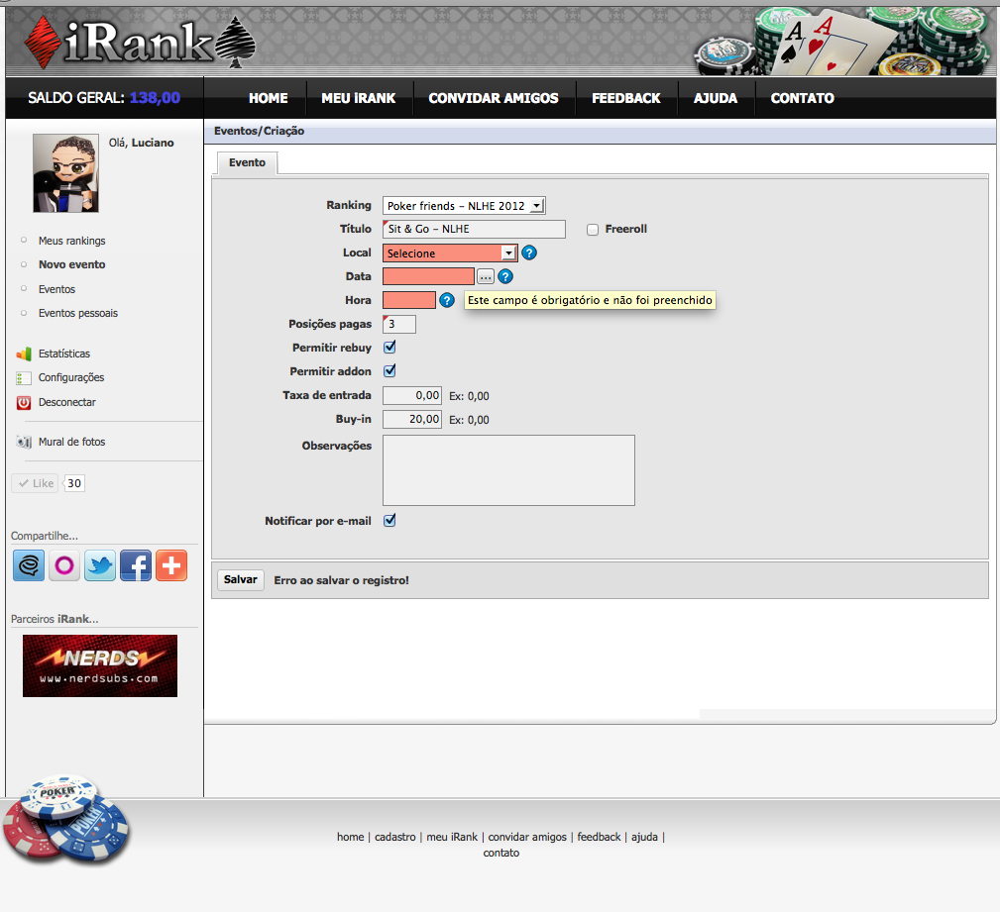 iRank
A
A
SALDO GERAL: 138,00
HOME
MEU iRANK
CONVIDAR AMIGOS
FEEDBACK
AJUDA
CONTATO
Olá, Luciano
Meus rankings
Novo evento
Eventos
Eventos pessoais
Estatísticas
Configurações
Desconectar
Mural de fotos
Like 30
Compartilhe...
Parceiros iRank...
NERDS
www.nerdsubs.com
Eventos/Criação
Evento
Ranking Poker friends - NLHE 2012
Título Sit & Go - NLHE Freeroll
Local Selecione ?
Data ... ?
Hora ? Este campo é obrigatório e não foi preenchido
Posições pagas 3
Permitir rebuy
Permitir addon
Taxa de entrada 0,00 Ex: 0,00
Buy-in 20,00 Ex: 0,00
Observações
Notificar por e-mail
Salvar Erro ao salvar o registro!
POKER
POKER
home | cadastro | meu iRank | convidar amigos | feedback | ajuda |
contato